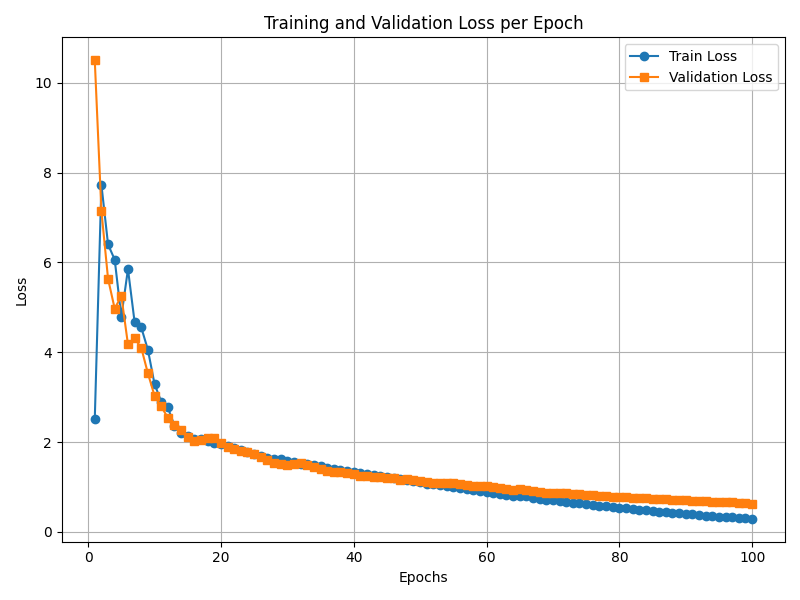 Training and Validation Loss per Epoch
Train Loss
Validation Loss
10
8
6
4
2
0
Loss
0 20 40 60 80 100
Epochs